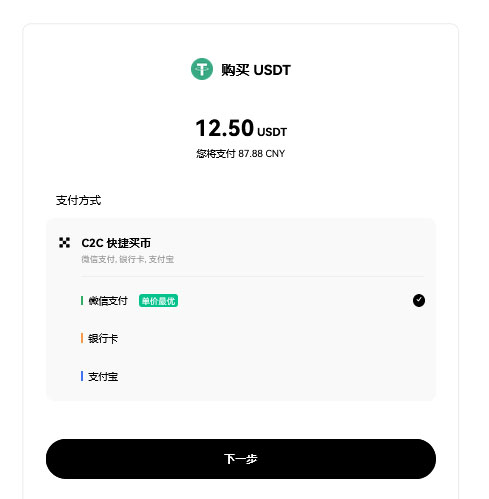 购买 USDT
12.50 USDT
您将支付 87.88 CNY
支付方式
C2C 快捷买币
微信支付, 银行卡, 支付宝
微信支付 单价最优
银行卡
支付宝
下一步